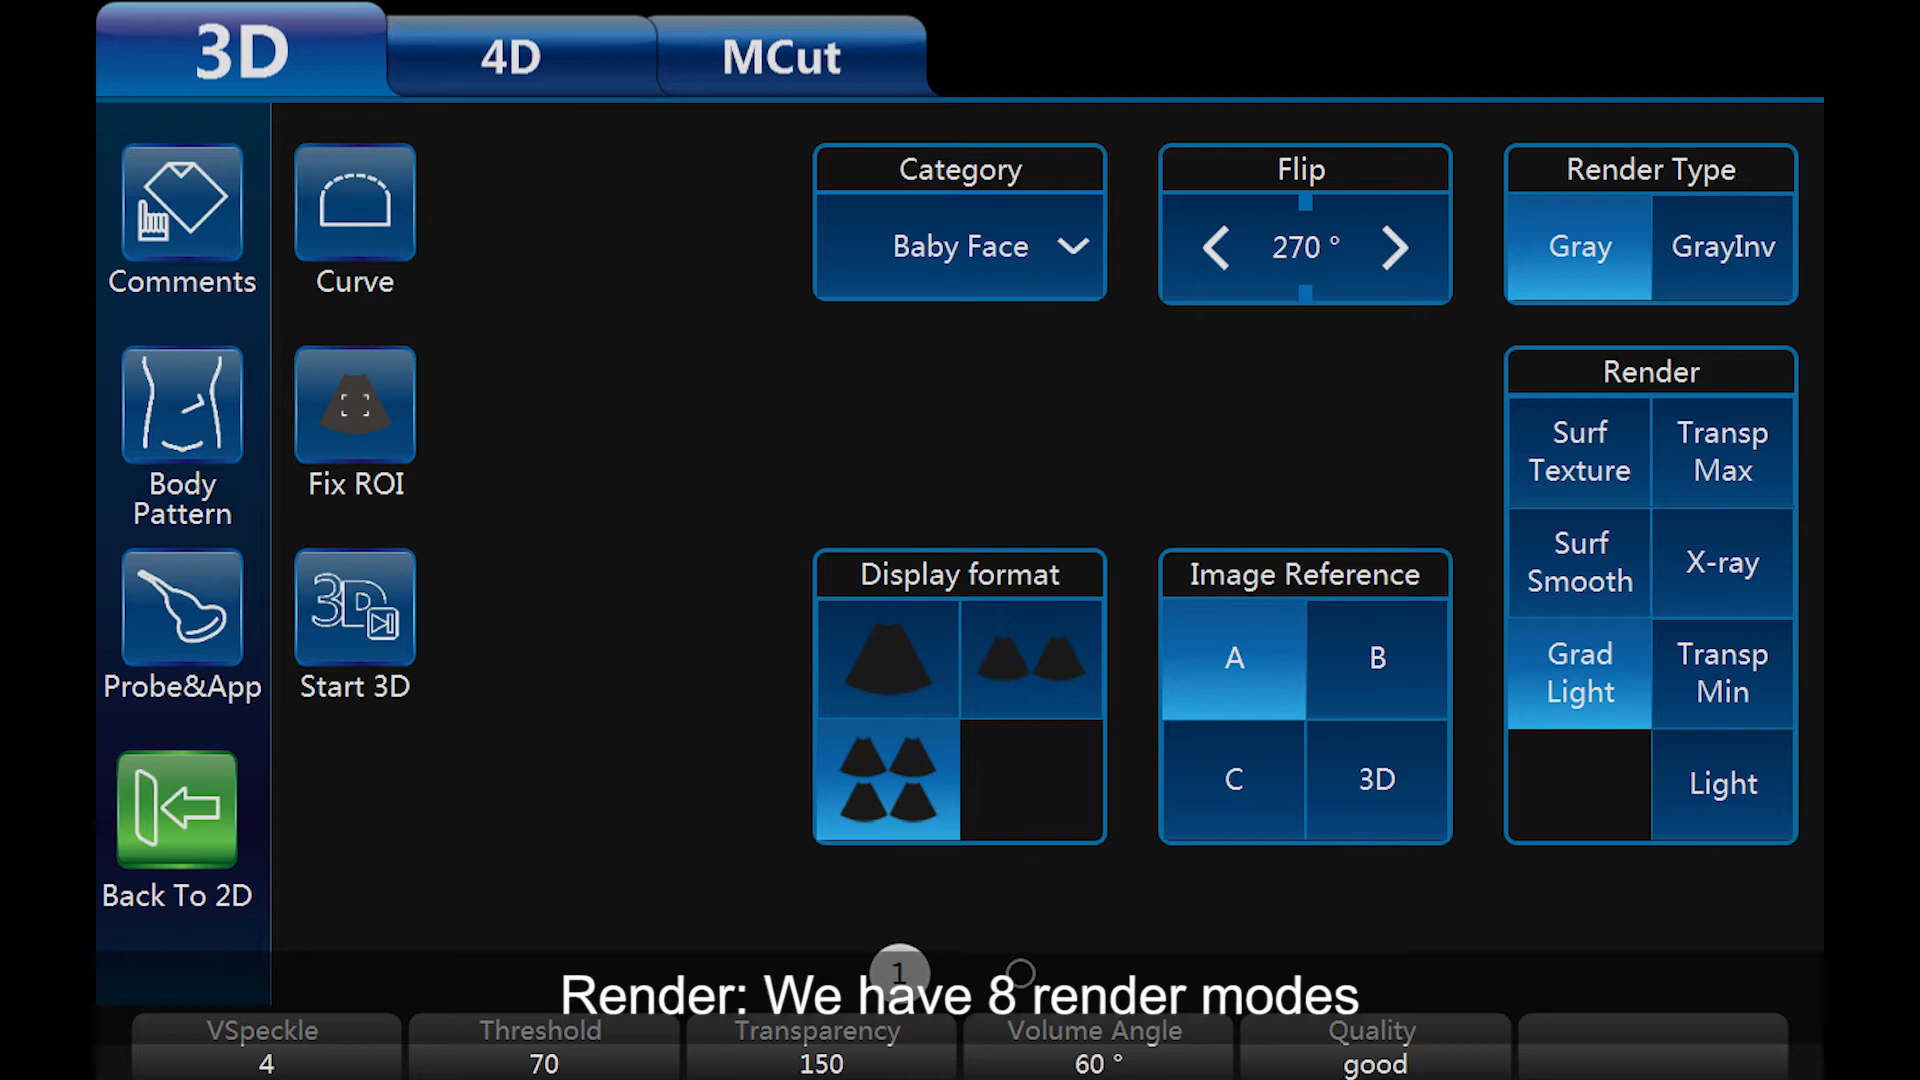 3D
4D
MCut
Comments
Curve
Category
Baby Face
Flip
270 °
Render Type
Gray
GrayInv
Body
Pattern
Fix ROI
Render
Surf
Texture
Transp
Max
Surf
Smooth
X-ray
Grad
Light
Transp
Min
Light
Probe&App
Start 3D
Display format
Image Reference
A
B
C
3D
Back To 2D
1
Render: We have 8 render modes
VSpeckle
4
Threshold
70
Transparency
150
Volume Angle
60 °
Quality
good